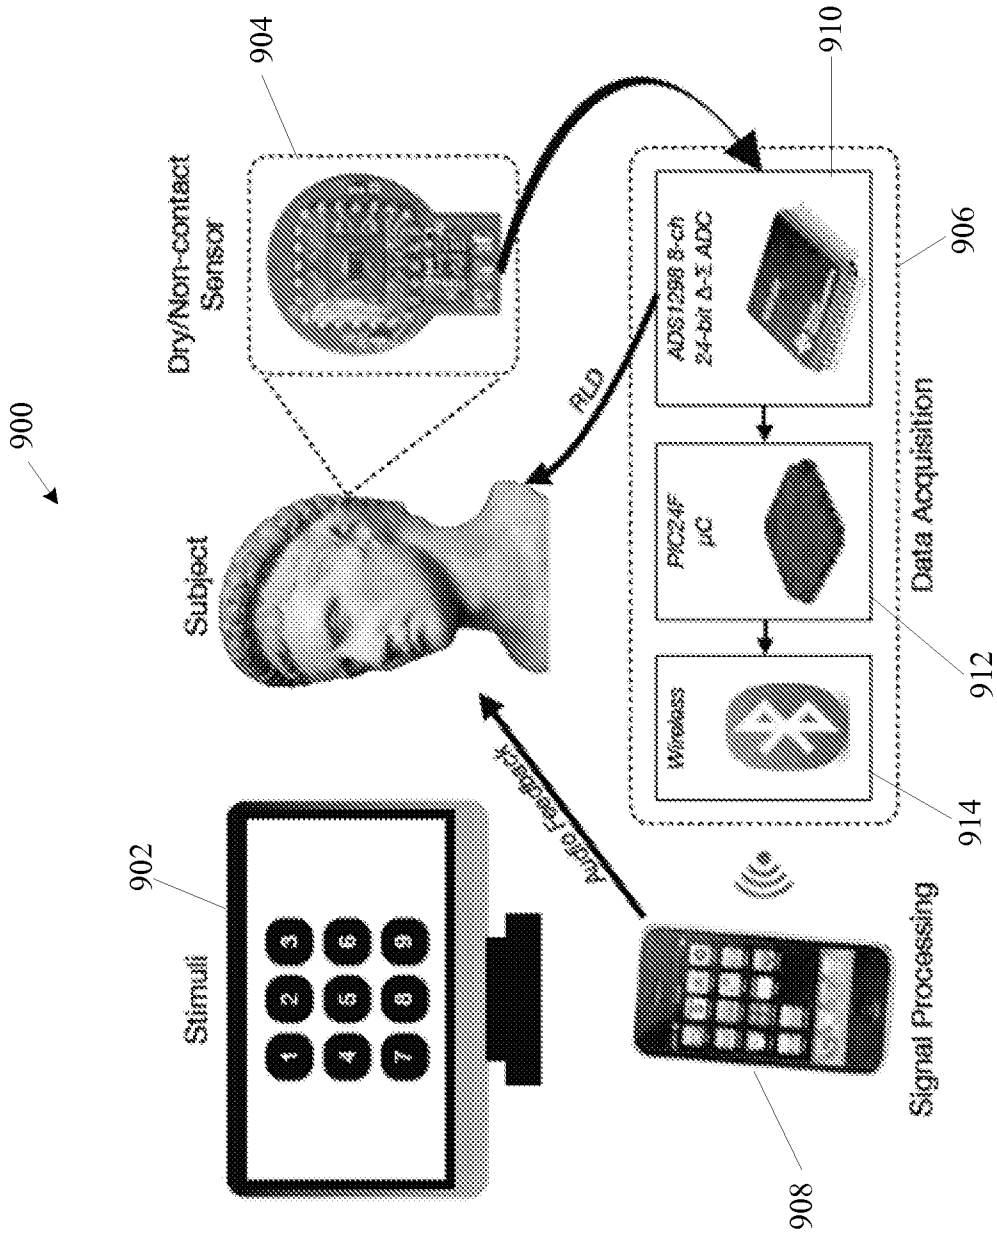 900
902
904
Stimuli
Subject
Dry/Non-contact
Sensor
1 2 3
4 5 6
7 8 9
Audio Feedback
RLD
Wireless
PIC24F
µC
ADS1298 8-ch
24-bit Δ-Σ ADC
910
908
914
912
906
Signal Processing
Data Acquisition